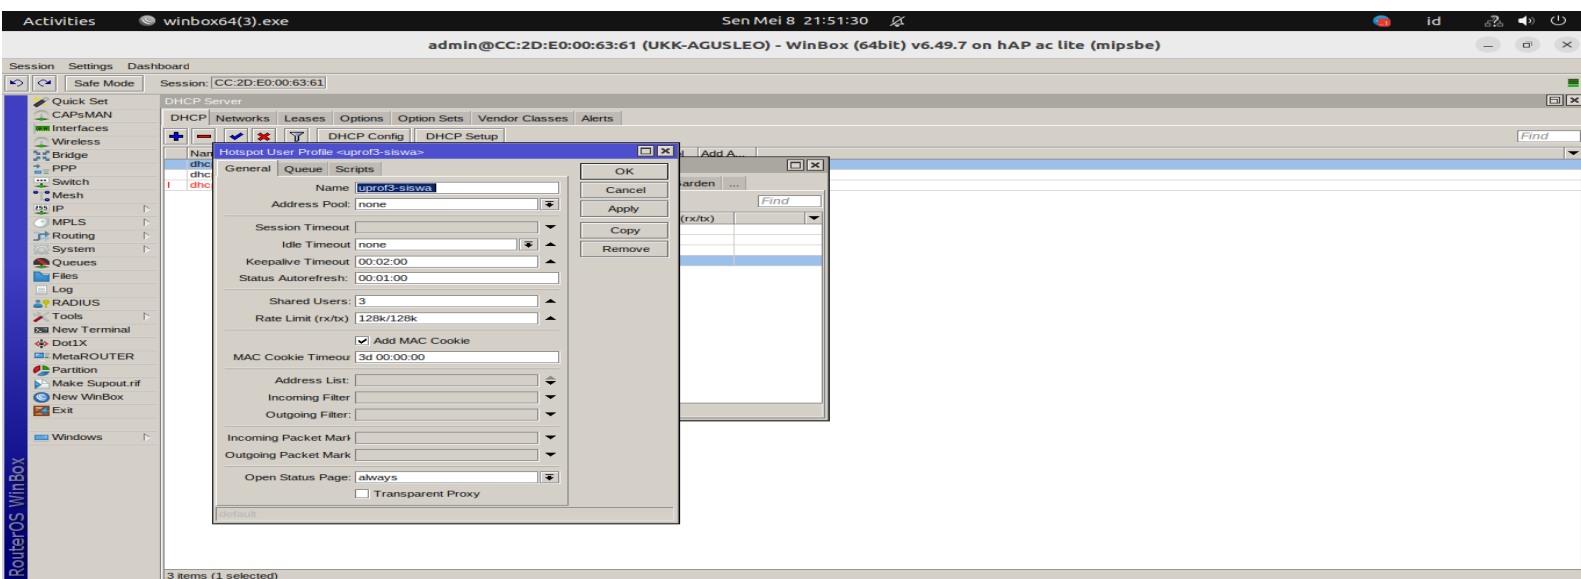 Activities winbox64(3).exe Sen Mei 8 21:51:30 id
admin@CC:2D:E0:00:63:61 (UKK-AGUSLEO) - WinBox (64bit) v6.49.7 on hAP ac lite (mipsbe)
Session Settings Dashboard
Safe Mode Session: CC:2D:E0:00:63:61
RouterOS WinBox
Quick Set
CAPsMAN
Interfaces
Wireless
Bridge
PPP
Switch
Mesh
IP
MPLS
Routing
System
Queues
Files
Log
RADIUS
Tools
New Terminal
Dot1X
MetaROUTER
Partition
Make Supout.rif
New WinBox
Exit
Windows
DHCP Server
DHCP Networks Leases Options Option Sets Vendor Classes Alerts
DHCP Config DHCP Setup Find
Nam Add A...
dhc
dhc
I dhc
Hotspot User Profile <uprof3-siswa>
General Queue Scripts
Name uprof3-siswa
Address Pool: none
Session Timeout
Idle Timeout none
Keepalive Timeout 00:02:00
Status Autorefresh: 00:01:00
Shared Users: 3
Rate Limit (rx/tx) 128k/128k
Add MAC Cookie
MAC Cookie Timeou 3d 00:00:00
Address List:
Incoming Filter
Outgoing Filter:
Incoming Packet Mark
Outgoing Packet Mark
Open Status Page: always
Transparent Proxy
default
OK
Cancel
Apply
Copy
Remove
arden ...
Find
(rx/tx)
3 items (1 selected)